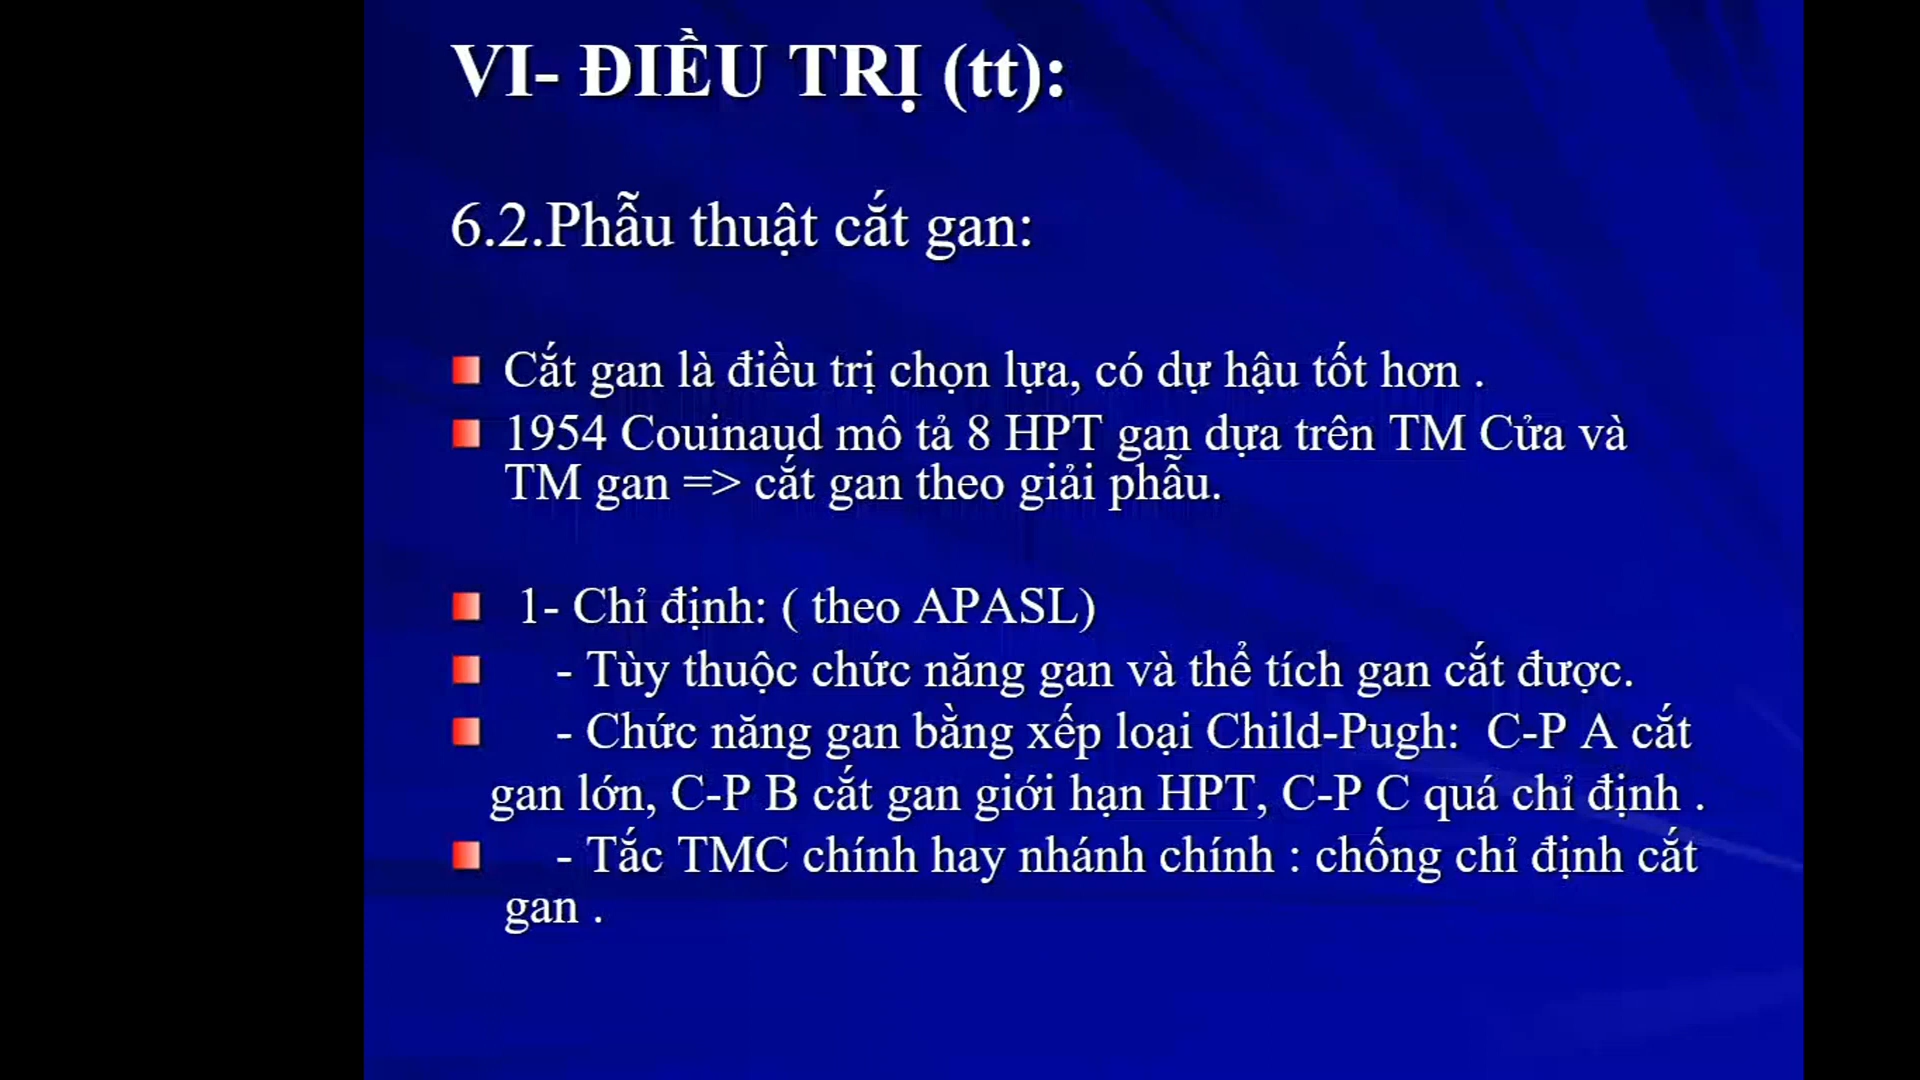 VI- ĐIỀU TRỊ (tt):
6.2.Phẫu thuật cắt gan:
Cắt gan là điều trị chọn lựa, có dự hậu tốt hơn .
1954 Couinaud mô tả 8 HPT gan dựa trên TM Cửa và
TM gan => cắt gan theo giải phẫu.
1- Chỉ định: ( theo APASL)
- Tùy thuộc chức năng gan và thể tích gan cắt được.
- Chức năng gan bằng xếp loại Child-Pugh: C-P A cắt
gan lớn, C-P B cắt gan giới hạn HPT, C-P C quá chỉ định .
- Tắc TMC chính hay nhánh chính : chống chỉ định cắt
gan .